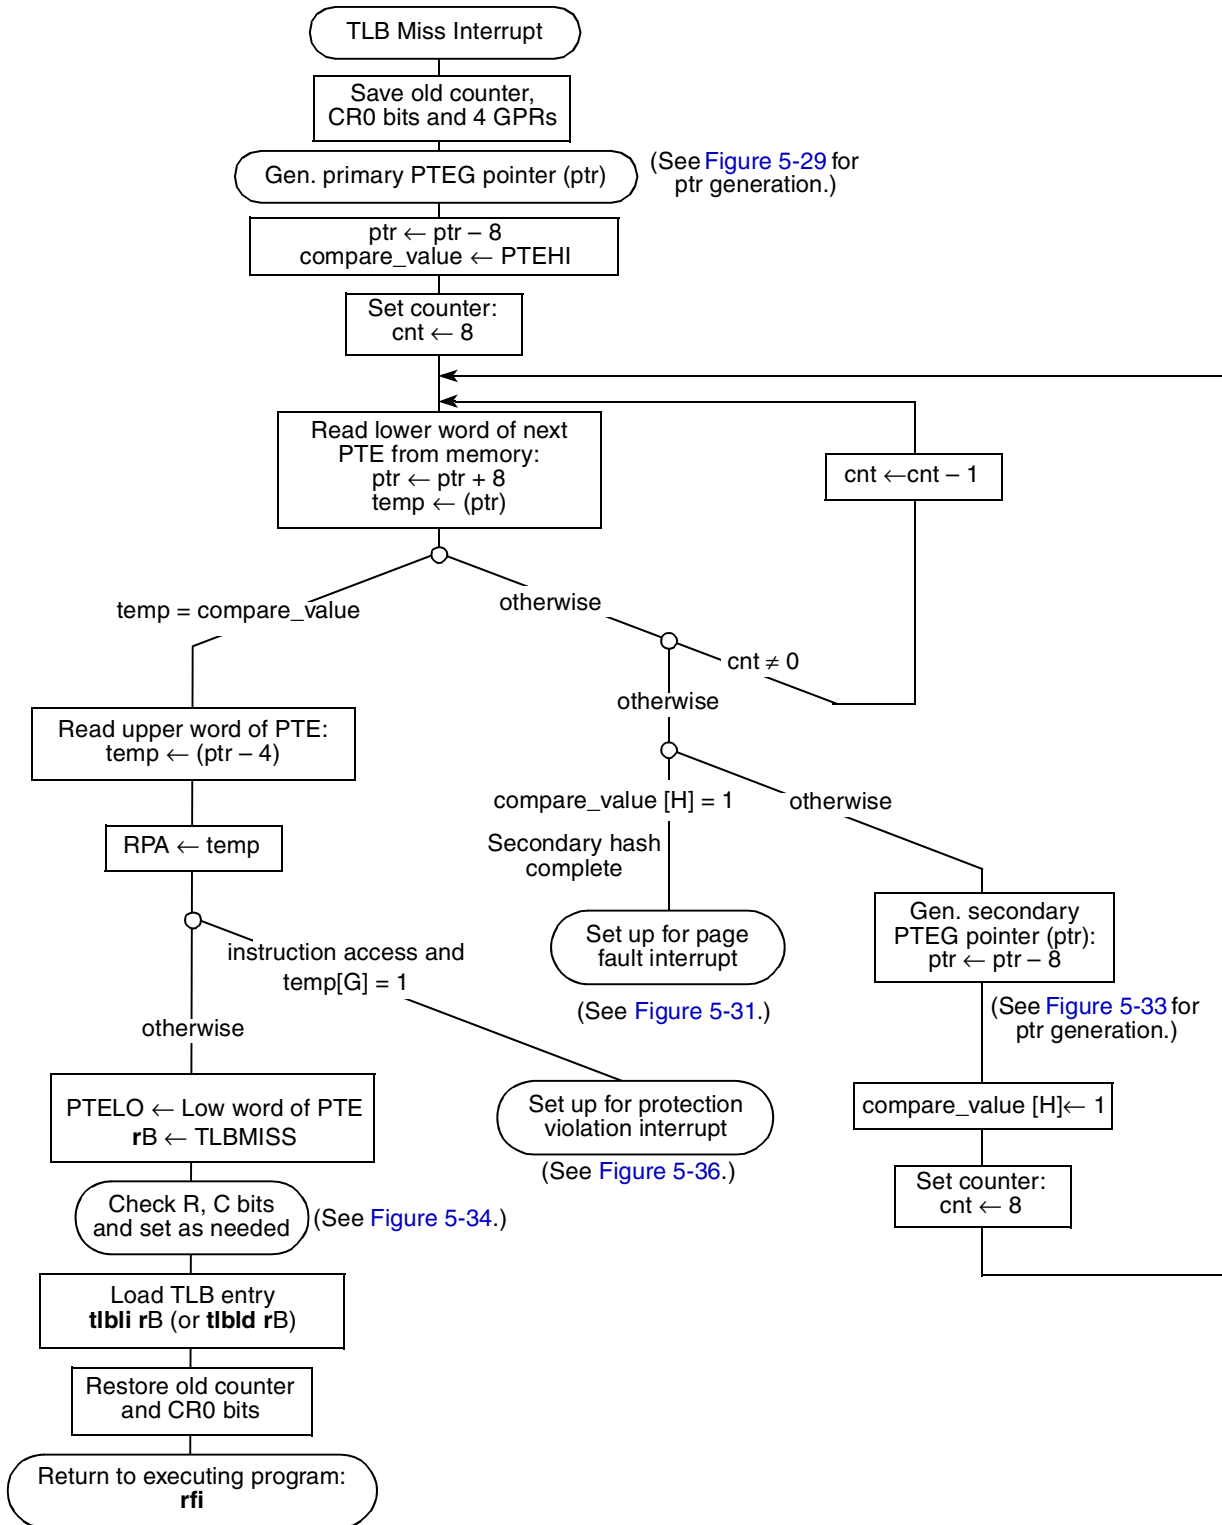 TLB Miss Interrupt
Save old counter,
CR0 bits and 4 GPRs
Gen. primary PTEG pointer (ptr)
(See Figure 5-29 for
ptr generation.)
ptr ← ptr – 8
compare_value ← PTEHI
Set counter:
cnt ← 8
Read lower word of next
PTE from memory:
ptr ← ptr + 8
temp ← (ptr)
cnt ←cnt – 1
temp = compare_value
otherwise
cnt ≠ 0
otherwise
Read upper word of PTE:
temp ← (ptr – 4)
compare_value [H] = 1
otherwise
Secondary hash
complete
RPA ← temp
Gen. secondary
PTEG pointer (ptr):
ptr ← ptr – 8
Set up for page
fault interrupt
(See Figure 5-31.)
instruction access and
temp[G] = 1
(See Figure 5-33 for
ptr generation.)
otherwise
PTELO ← Low word of PTE
rB ← TLBMISS
Set up for protection
violation interrupt
(See Figure 5-36.)
compare_value [H]← 1
Set counter:
cnt ← 8
Check R, C bits
and set as needed
(See Figure 5-34.)
Load TLB entry
tlbli rB (or tlbld rB)
Restore old counter
and CR0 bits
Return to executing program:
rfi